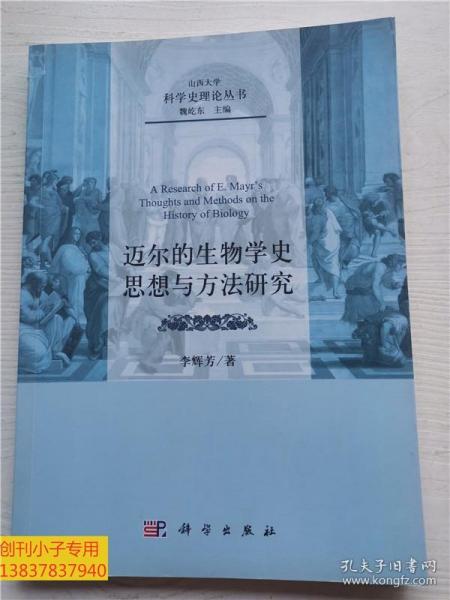 山西大学
科学史理论丛书
魏屹东 主编
A Research of E. Mayr's
Thoughts and Methods on the
History of Biology
迈尔的生物学史
思想与方法研究
李辉芳/著
科学出版社
创刊小子专用
13837837940
孔夫子旧书网
www.kongfz.com